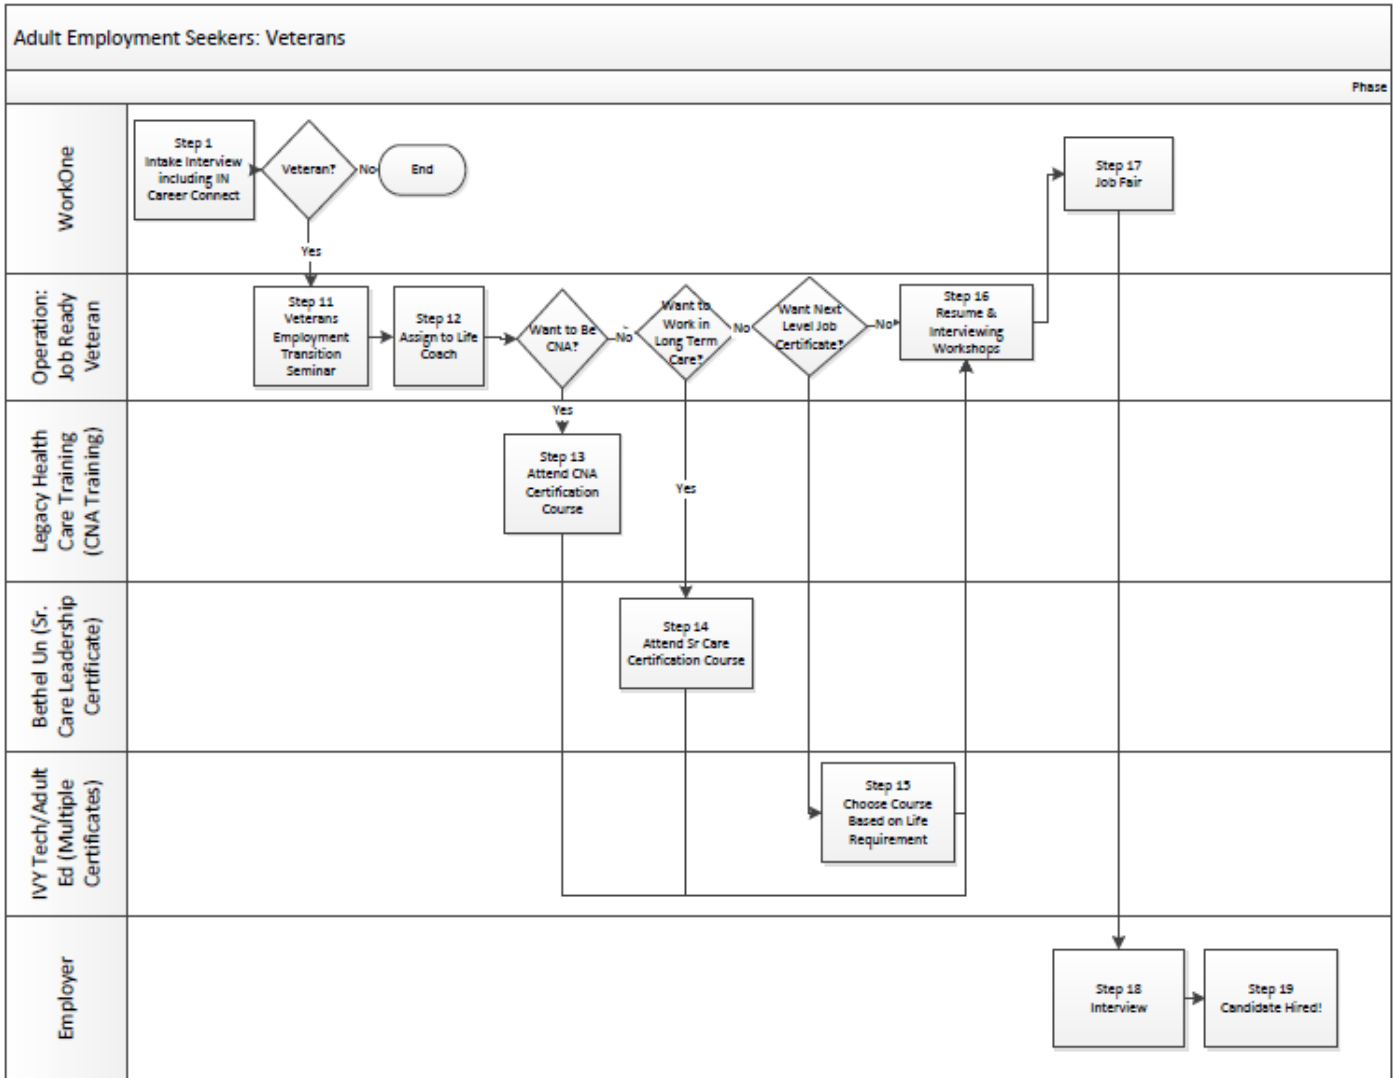 Adult Employment Seekers: Veterans
Phase
WorkOne
Step 1
Intake Interview
including IN
Career Connect
Veteran?
No
End
Yes
Step 17
Job Fair
Operation:
Job Ready
Veteran
Step 11
Veterans
Employment
Transition
Seminar
Step 12
Assign to Life
Coach
Want to Be
CNA?
No
Want to
Work in
Long Term
Care?
No
Want Next
Level Job
Certificate?
No
Step 16
Resume &
Interviewing
Workshops
Legacy Health
Care Training
(CNA Training)
Yes
Step 13
Attend CNA
Certification
Course
Yes
Bethel Un (Sr.
Care Leadership
Certificate)
Step 14
Attend Sr Care
Certification Course
IVY Tech/Adult
Ed (Multiple
Certificates)
Step 15
Choose Course
Based on Life
Requirement
Employer
Step 18
Interview
Step 19
Candidate Hired!